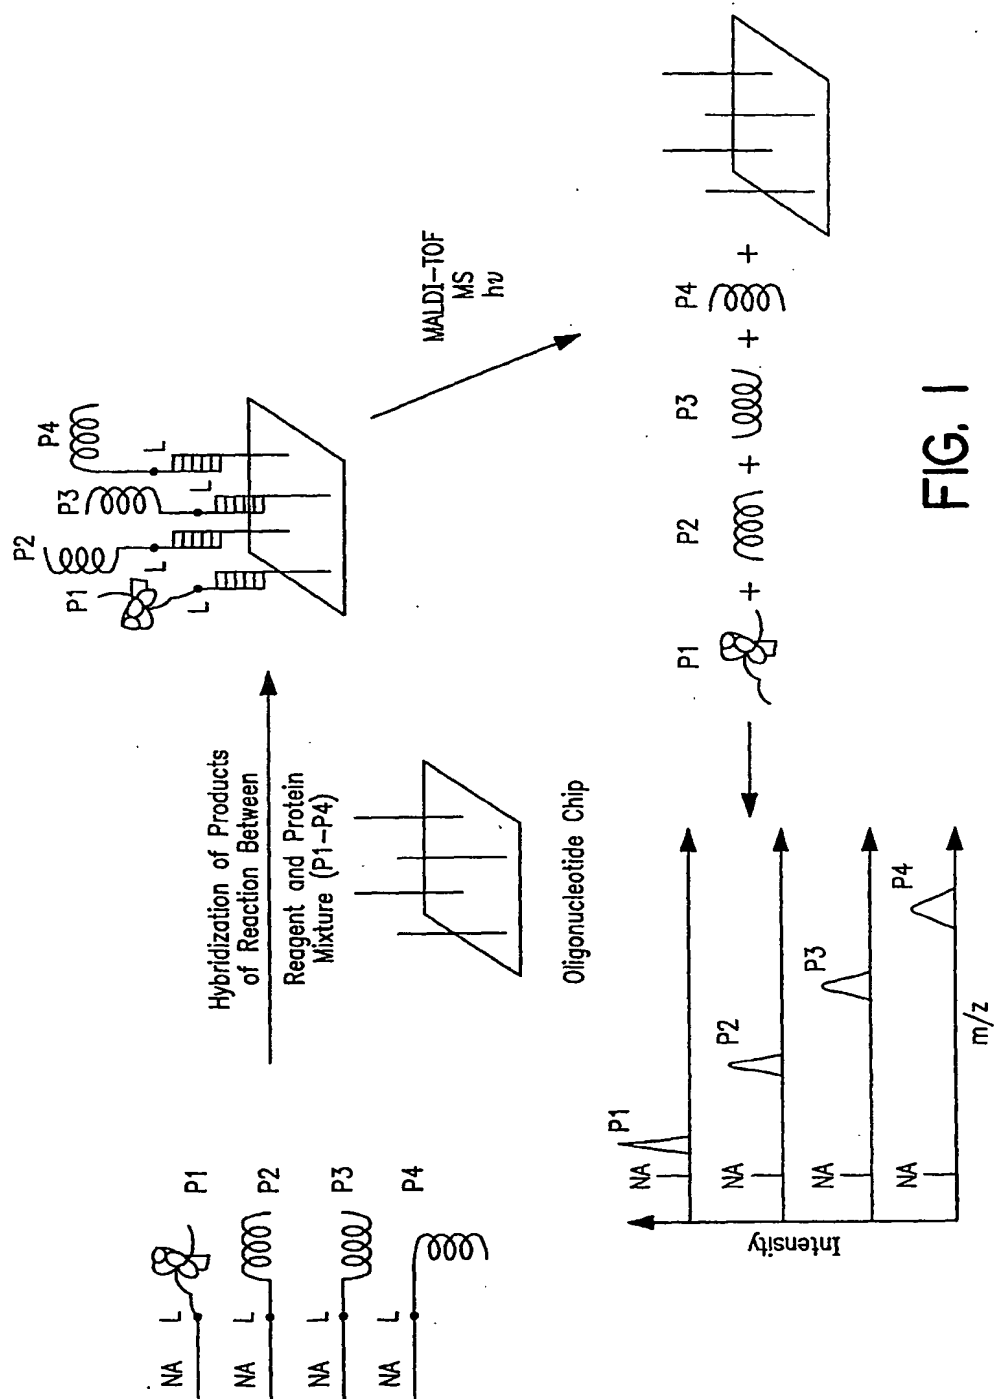 NA L P1
NA L P2
NA L P3
NA L P4
Hybridization of Products
of Reaction Between
Reagent and Protein
Mixture (P1-P4)
Oligonucleotide Chip
P1
P2
P3
P4
L
L
L
L
MALDI-TOF
MS
hν
P1 + P2 + P3 + P4 +
Intensity
NA P1
NA P2
NA P3
NA P4
m/z
FIG. 1